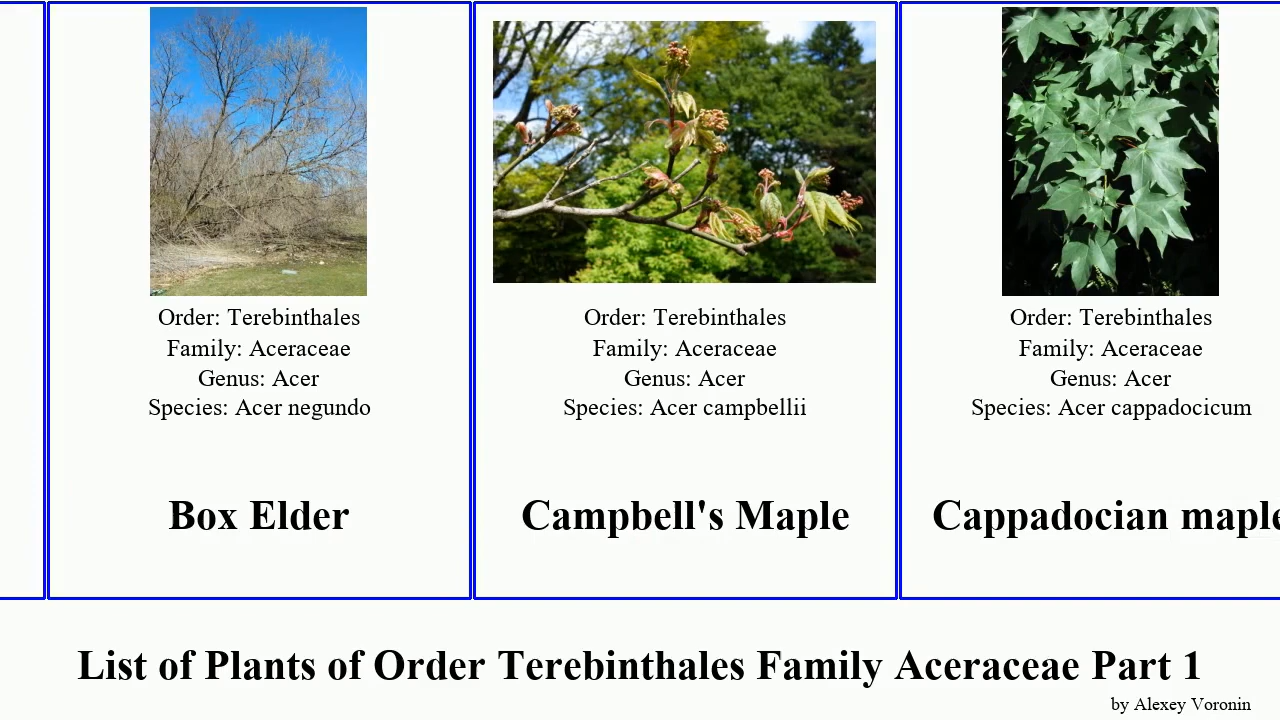 Order: Terebinthales
Family: Aceraceae
Genus: Acer
Species: Acer negundo
Box Elder
Order: Terebinthales
Family: Aceraceae
Genus: Acer
Species: Acer campbellii
Campbell's Maple
Order: Terebinthales
Family: Aceraceae
Genus: Acer
Species: Acer cappadocicum
Cappadocian maple
List of Plants of Order Terebinthales Family Aceraceae Part 1
by Alexey Voronin